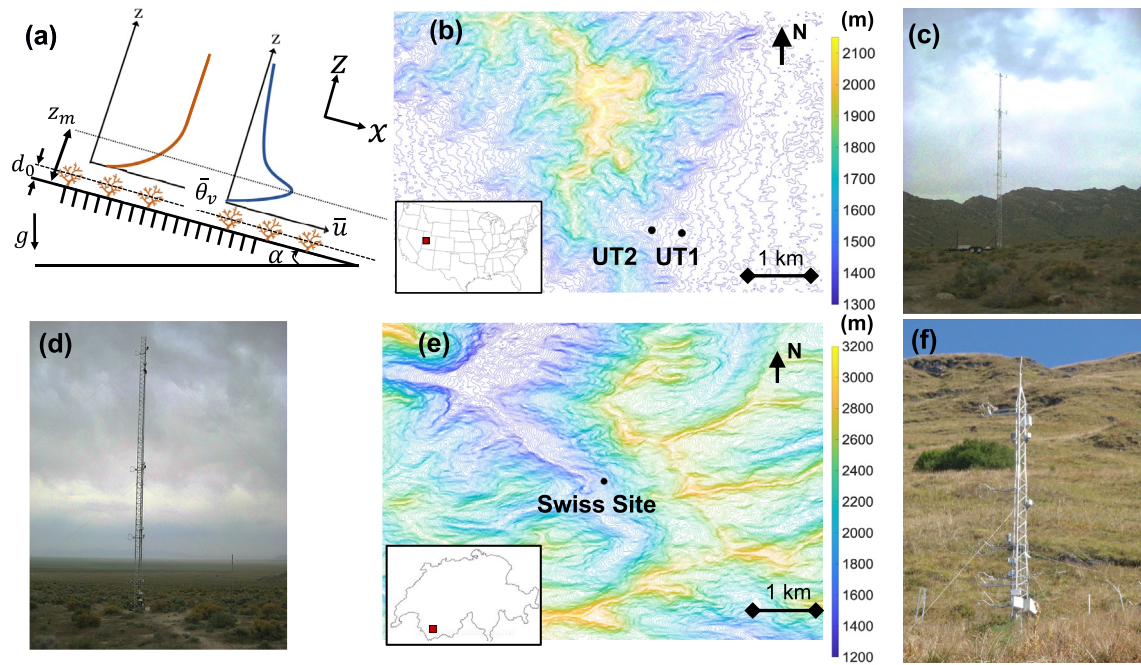 (a)
z
z
Z
x
z_m
d_0
θ̄_v
ū
g
α
(b)
N
UT2 UT1
1 km
(m)
2100
2000
1900
1800
1700
1600
1500
1400
1300
(c)
(d)
(e)
N
Swiss Site
1 km
(m)
3200
3000
2800
2600
2400
2200
2000
1800
1600
1400
1200
(f)